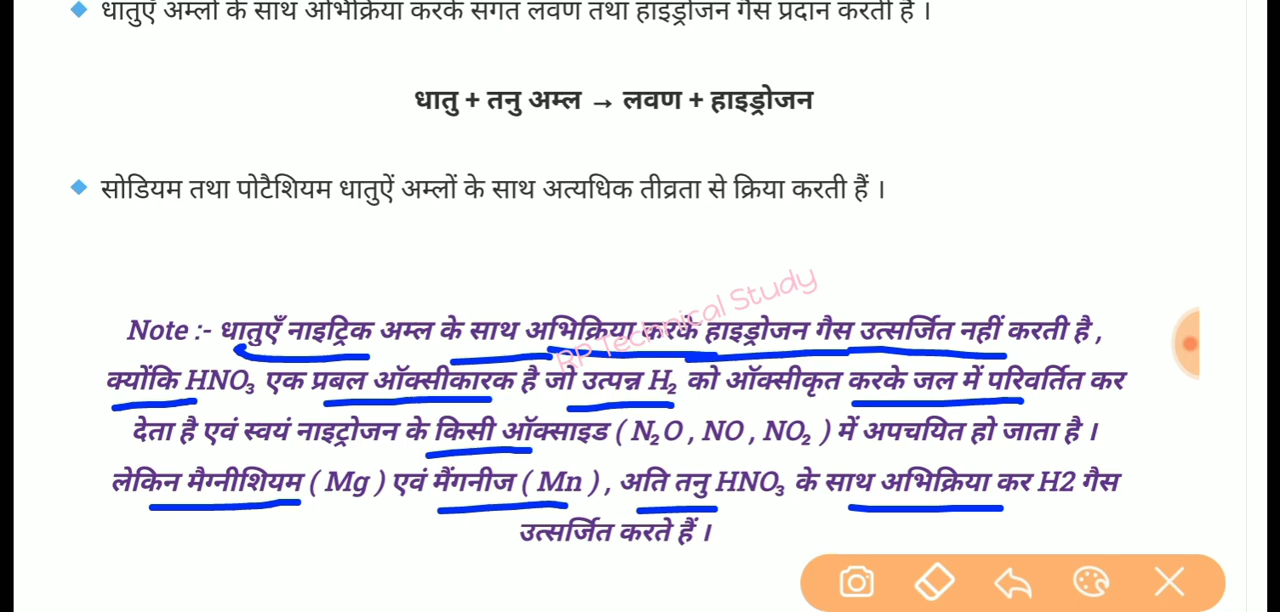 धातुएँ अम्लों के साथ अभिक्रिया करके संगत लवण तथा हाइड्रोजन गैस प्रदान करती हैं ।
धातु + तनु अम्ल → लवण + हाइड्रोजन
सोडियम तथा पोटैशियम धातुऐं अम्लों के साथ अत्यधिक तीव्रता से क्रिया करती हैं ।
RP Technical Study
Note :- धातुएँ नाइट्रिक अम्ल के साथ अभिक्रिया करके हाइड्रोजन गैस उत्सर्जित नहीं करती है ,
क्योंकि HNO₃ एक प्रबल ऑक्सीकारक है जो उत्पन्न H₂ को ऑक्सीकृत करके जल में परिवर्तित कर
देता है एवं स्वयं नाइट्रोजन के किसी ऑक्साइड ( N₂O , NO , NO₂ ) में अपचयित हो जाता है ।
लेकिन मैग्नीशियम ( Mg ) एवं मैंगनीज ( Mn ) , अति तनु HNO₃ के साथ अभिक्रिया कर H2 गैस
उत्सर्जित करते हैं ।